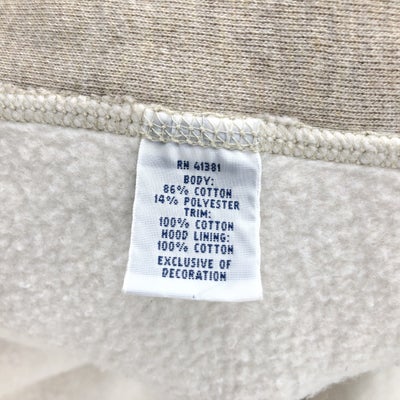 RN 41381
BODY:
86% COTTON
14% POLYESTER
TRIM:
100% COTTON
HOOD LINING:
100% COTTON
EXCLUSIVE OF
DECORATION